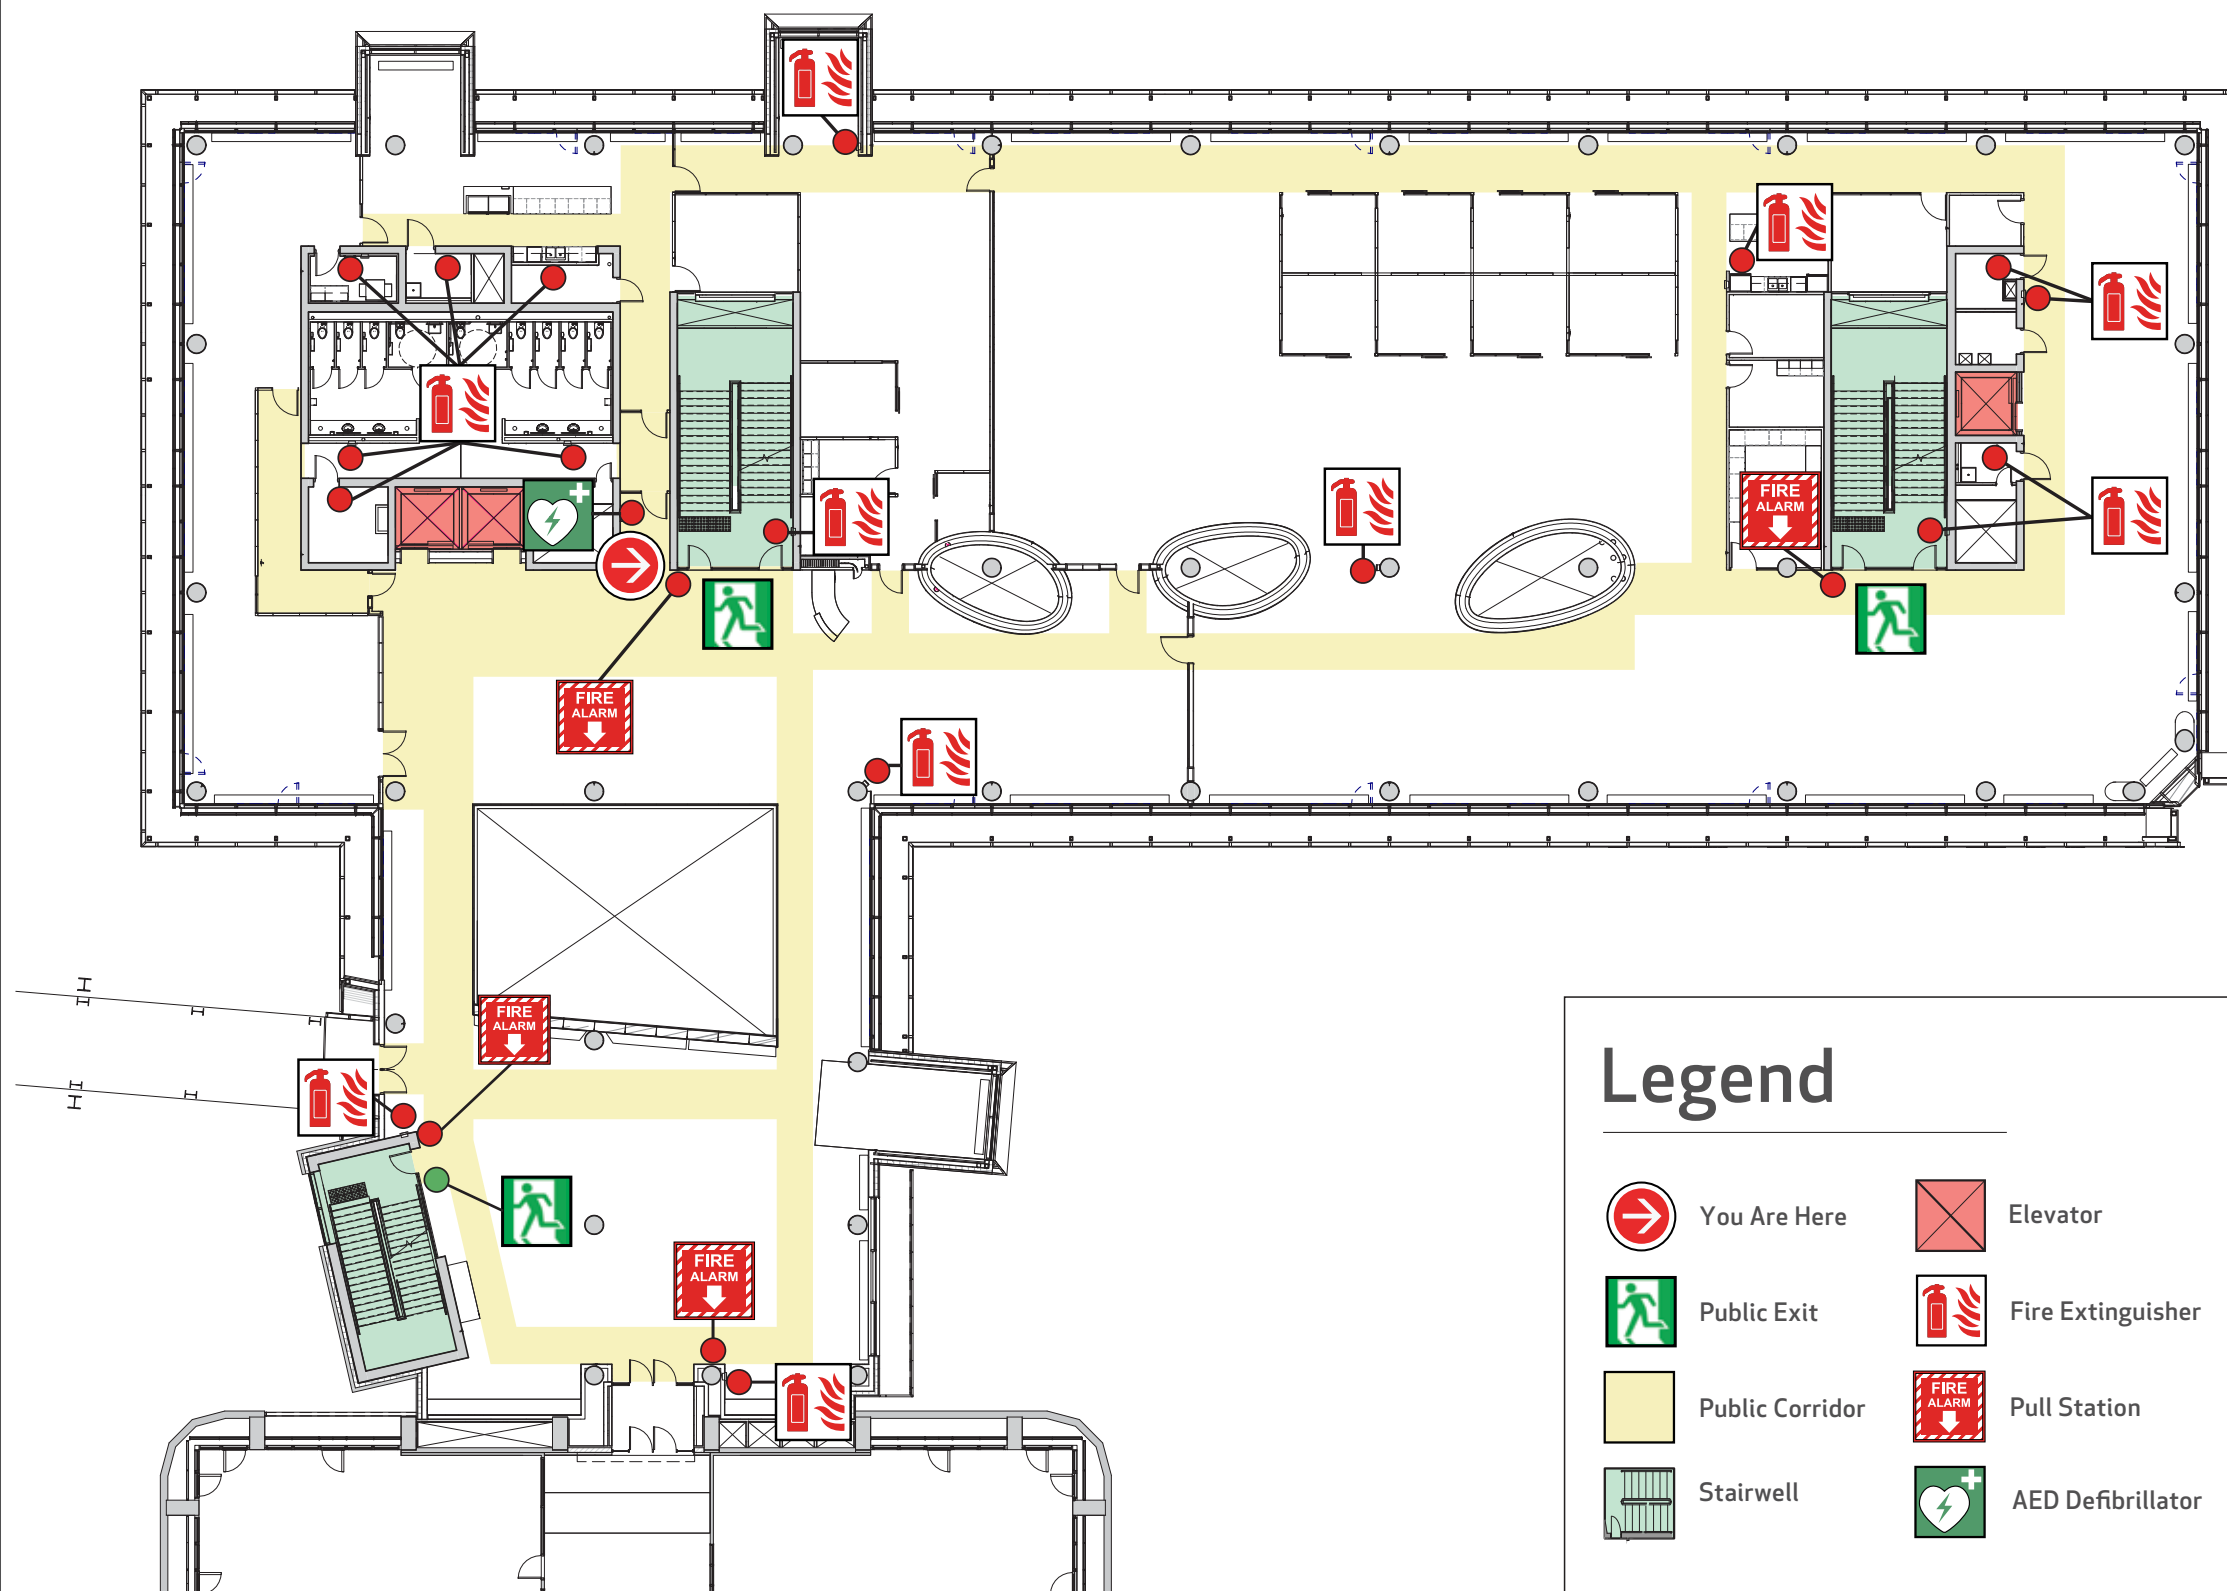 FIRE
ALARM
FIRE
ALARM
FIRE
ALARM
FIRE
ALARM
Legend
You Are Here
Elevator
Public Exit
Fire Extinguisher
Public Corridor
FIRE
ALARM
Pull Station
Stairwell
AED Defibrillator